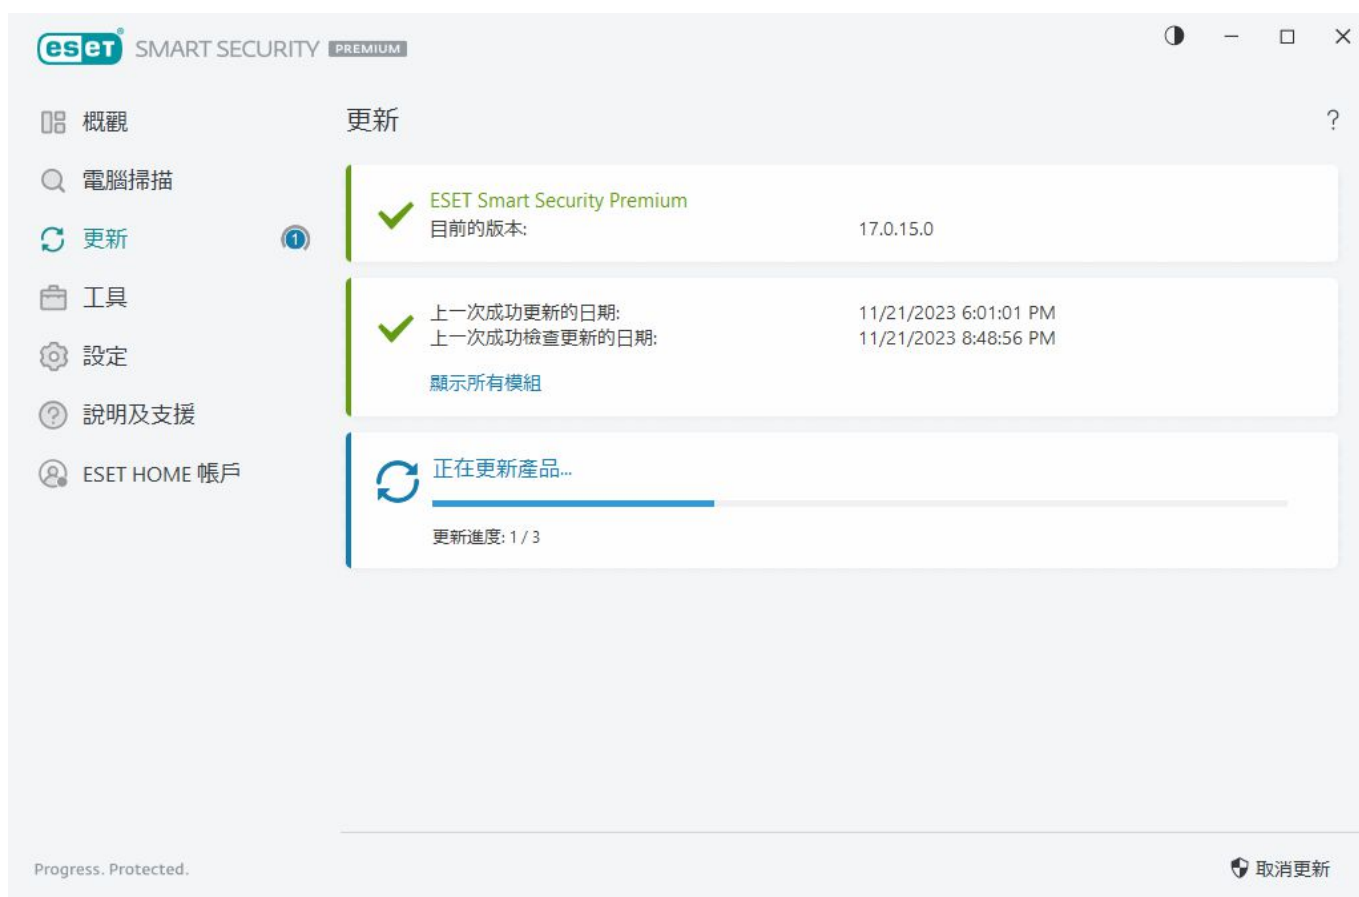 eseT SMART SECURITY PREMIUM
概觀
電腦掃描
更新 1
工具
設定
說明及支援
ESET HOME 帳戶
更新 ?
ESET Smart Security Premium
目前的版本: 17.0.15.0
上一次成功更新的日期: 11/21/2023 6:01:01 PM
上一次成功檢查更新的日期: 11/21/2023 8:48:56 PM
顯示所有模組
正在更新產品...
更新進度: 1 / 3
Progress. Protected.
取消更新